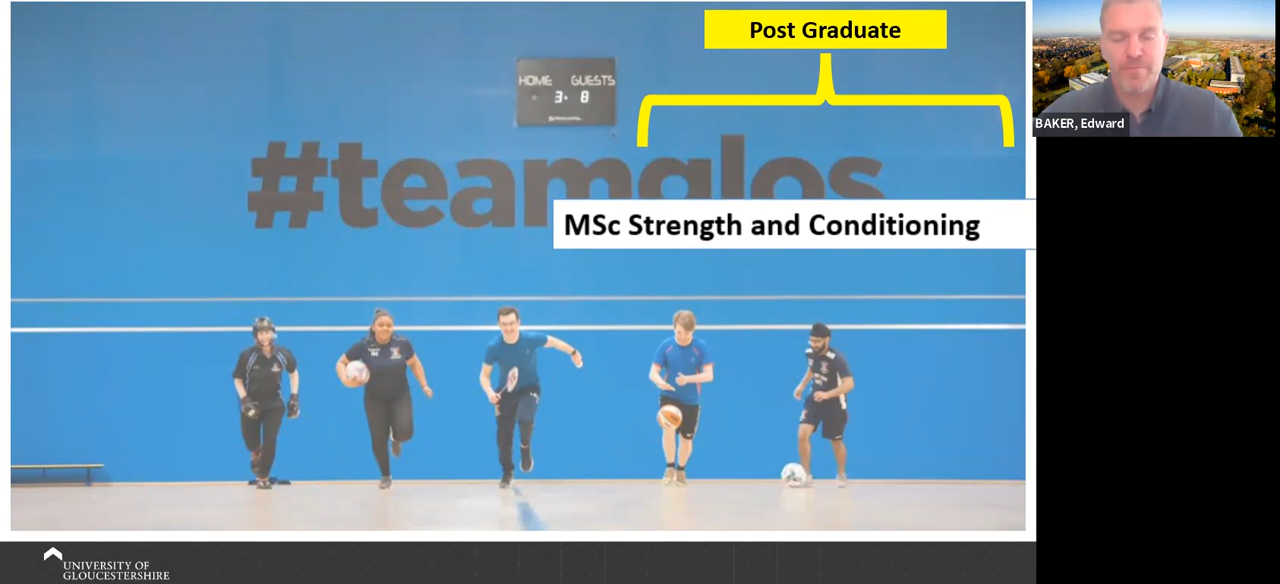 Post Graduate
HOME GUESTS
3 8
#teamglos
MSc Strength and Conditioning
BAKER, Edward
UNIVERSITY OF
GLOUCESTERSHIRE